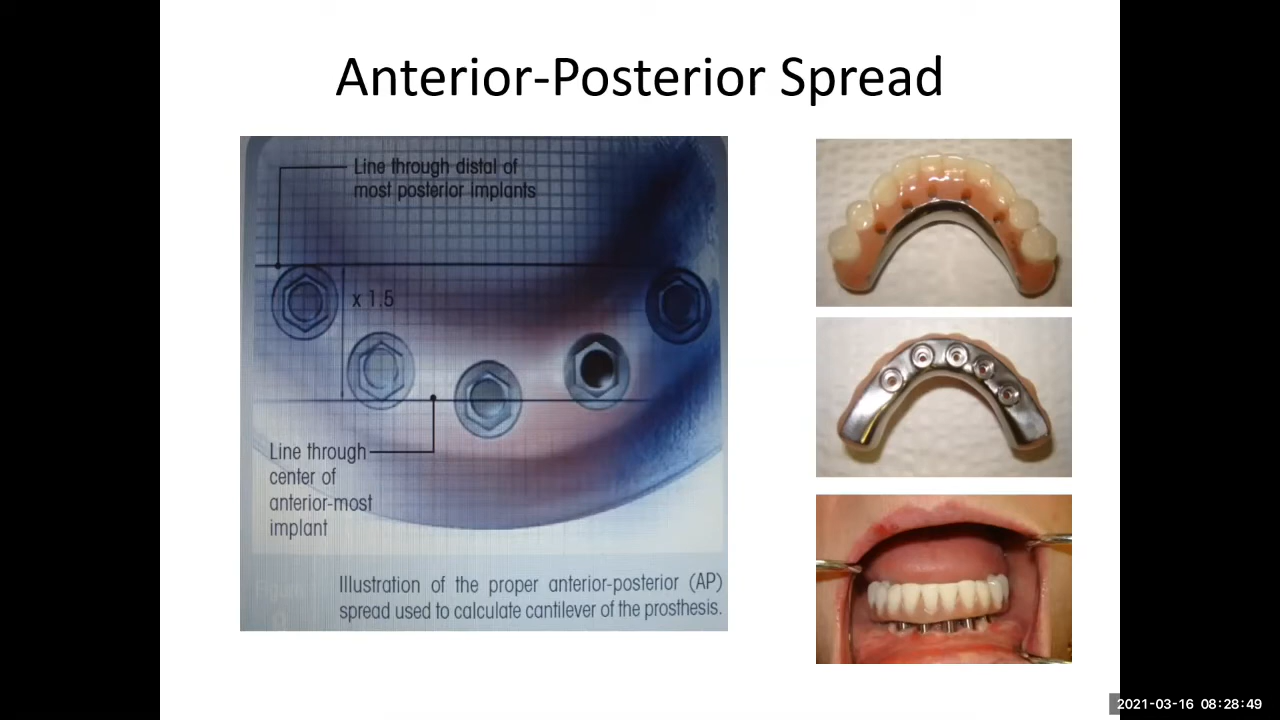 Anterior-Posterior Spread
Line through distal of
most posterior implants
x 1.5
Line through
center of
anterior-most
implant
Illustration of the proper anterior-posterior (AP)
spread used to calculate cantilever of the prosthesis.
2021-03-16 08:28:49